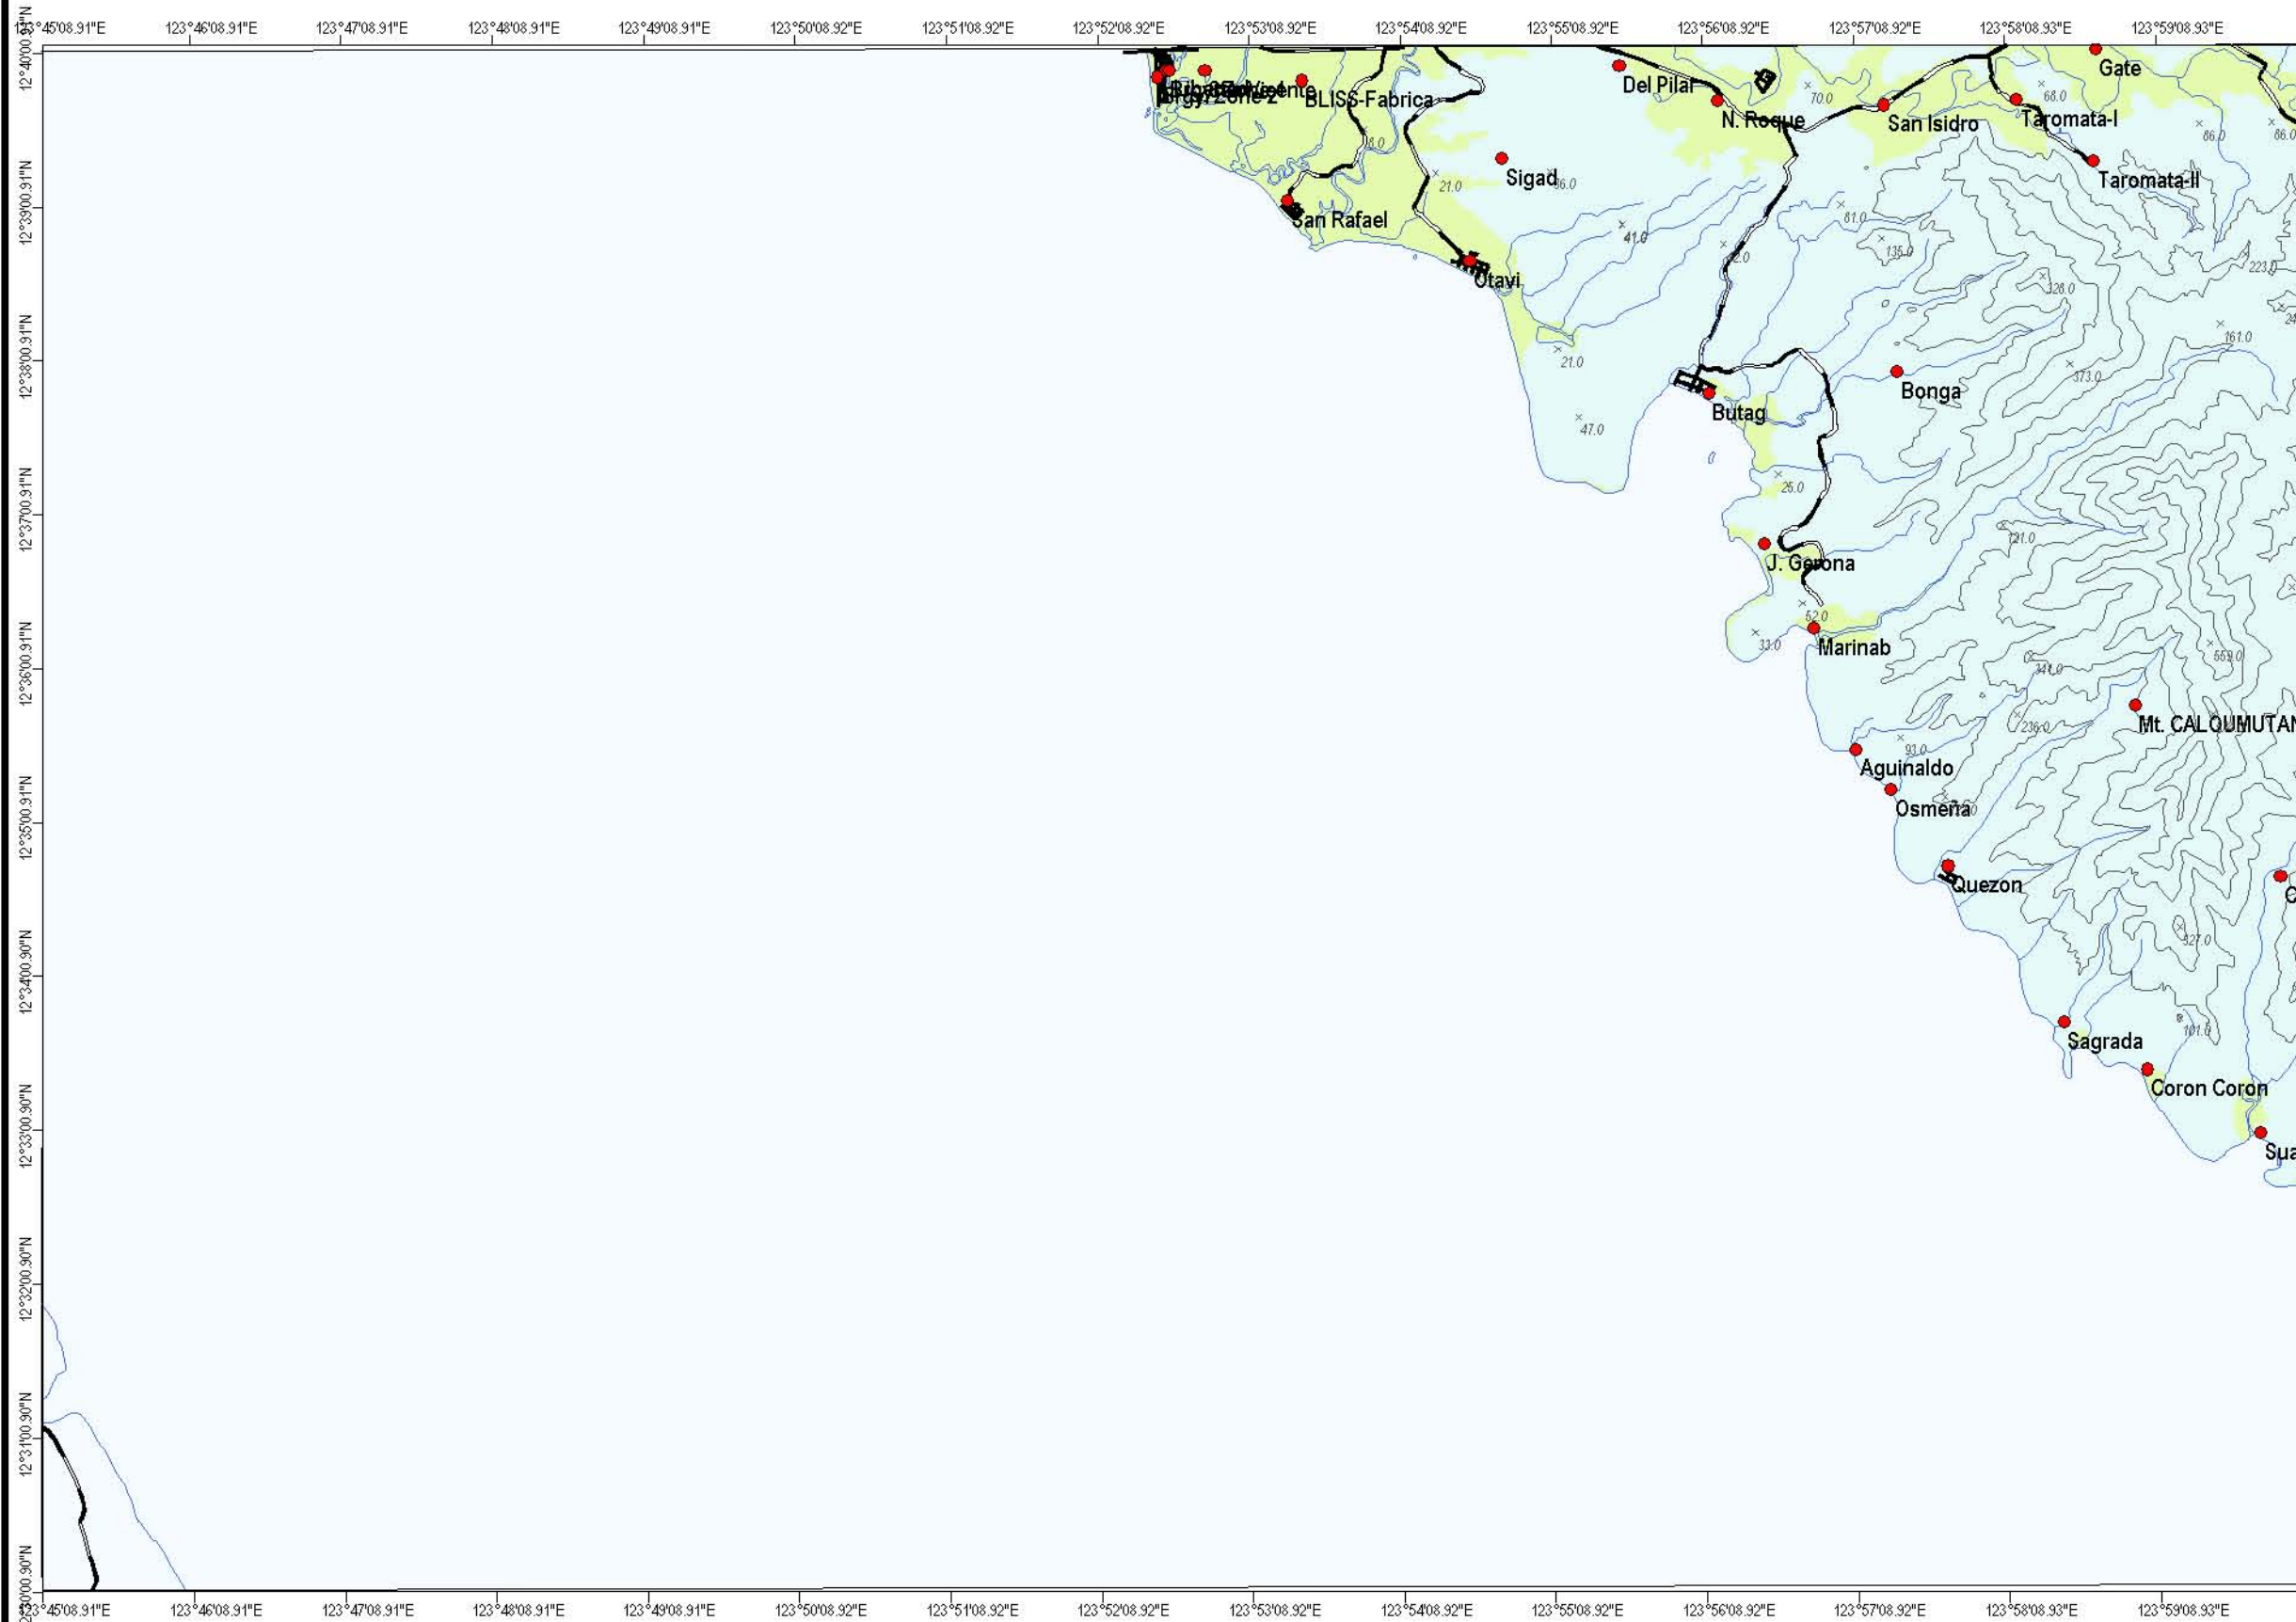 123°45'08.91"E 123°46'08.91"E 123°47'08.91"E 123°48'08.91"E 123°49'08.91"E 123°50'08.92"E 123°51'08.92"E 123°52'08.92"E 123°53'08.92"E 123°54'08.92"E 123°55'08.92"E 123°56'08.92"E 123°57'08.92"E 123°58'08.93"E 123°59'08.93"E
12°40'00.91"N
Gate
Del Pilar
BLISS-Fabrica
70.0
68.0
N. Roque
San Isidro
Taromata-I
86.0
86.0
8.0
Sigad
36.0
21.0
Taromata-II
12°39'00.91"N
San Rafael
41.0
81.0
135.0
223.0
Otavi
328.0
12°38'00.91"N
21.0
161.0
373.0
Bonga
Butag
47.0
25.0
12°37'00.91"N
121.0
J. Gerona
52.0
33.0
Marinab
12°36'00.91"N
341.0
559.0
236.0
Mt. CALOUMUTAN
93.0
Aguinaldo
Osmeña
12°35'00.91"N
Quezon
327.0
12°34'00.90"N
101.0
Sagrada
Coron Coron
12°33'00.90"N
Sua
12°32'00.90"N
12°31'00.90"N
123°45'08.91"E 123°46'08.91"E 123°47'08.91"E 123°48'08.91"E 123°49'08.91"E 123°50'08.92"E 123°51'08.92"E 123°52'08.92"E 123°53'08.92"E 123°54'08.92"E 123°55'08.92"E 123°56'08.92"E 123°57'08.92"E 123°58'08.93"E 123°59'08.93"E